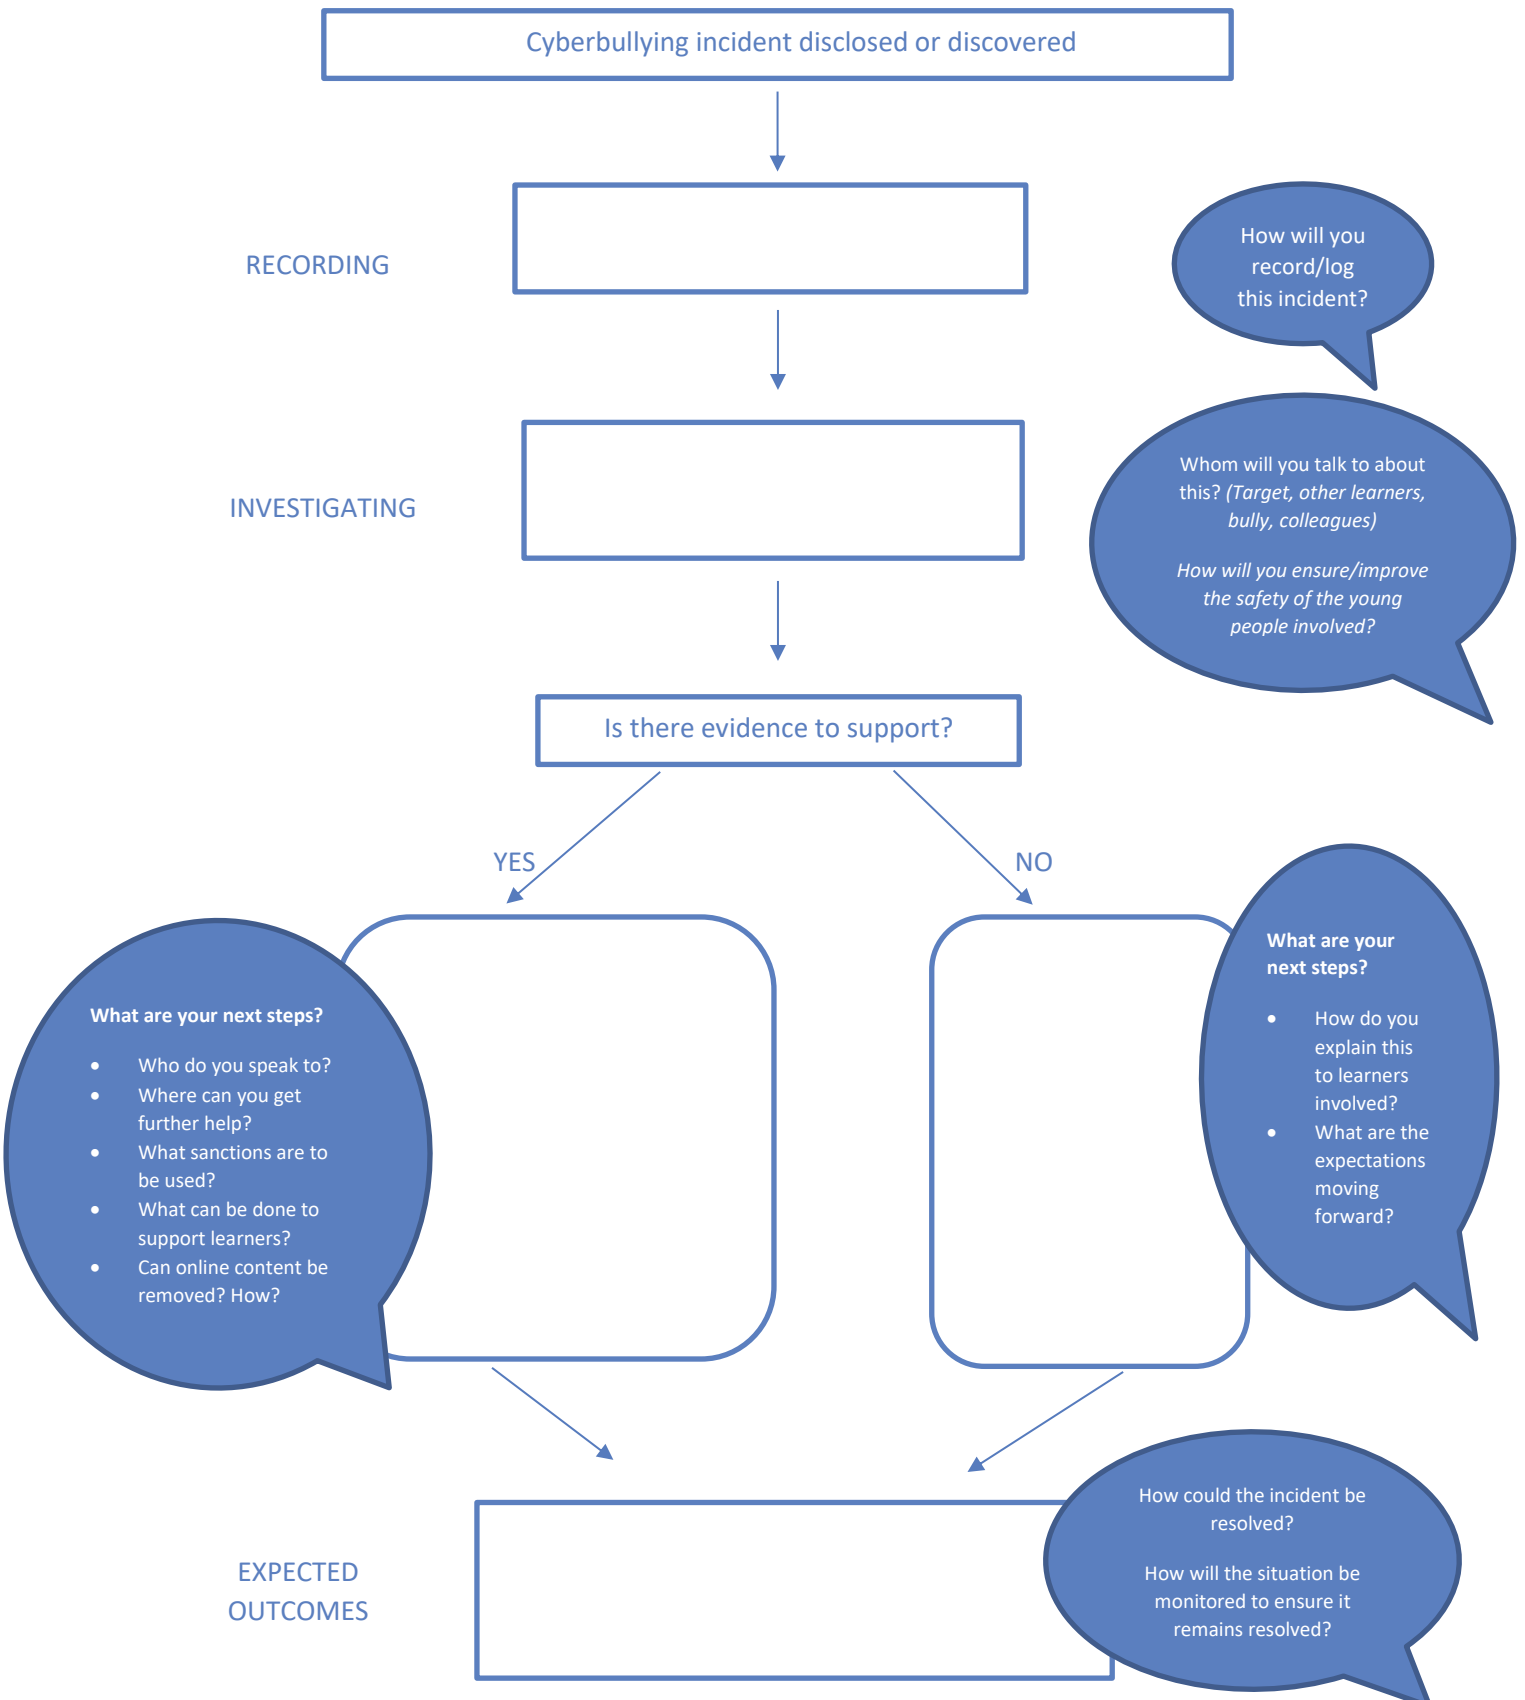 Cyberbullying incident disclosed or discovered
RECORDING
How will you
record/log
this incident?
INVESTIGATING
Whom will you talk to about
this? (Target, other learners,
bully, colleagues)
How will you ensure/improve
the safety of the young
people involved?
Is there evidence to support?
YES
NO
What are your next steps?
• Who do you speak to?
• Where can you get
further help?
• What sanctions are to
be used?
• What can be done to
support learners?
• Can online content be
removed? How?
What are your
next steps?
• How do you
explain this
to learners
involved?
• What are the
expectations
moving
forward?
EXPECTED
OUTCOMES
How could the incident be
resolved?
How will the situation be
monitored to ensure it
remains resolved?